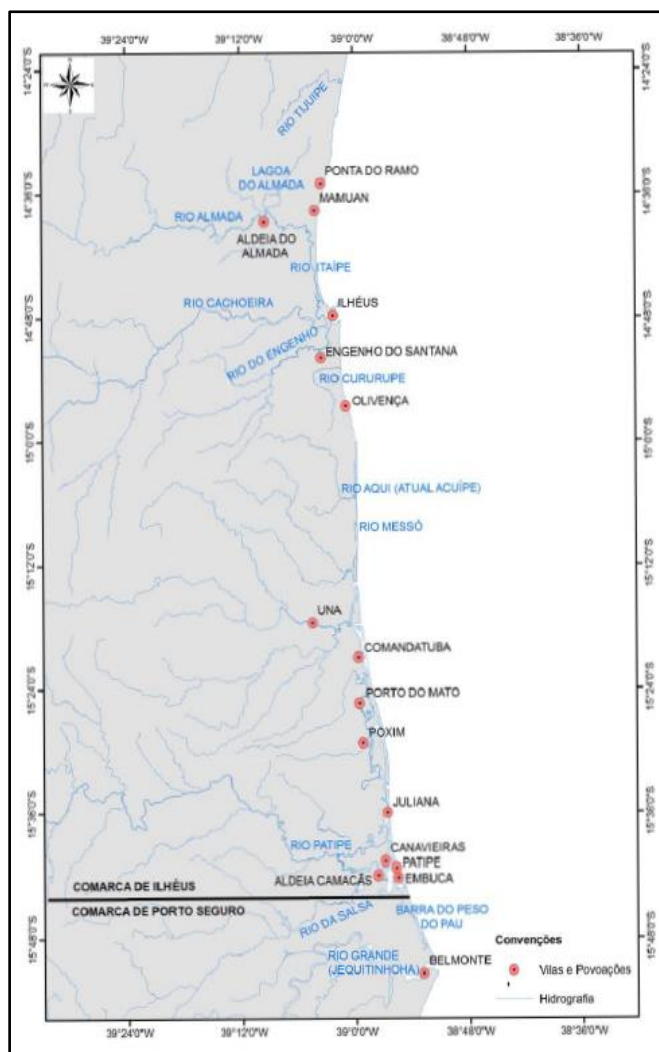 39°24'0"W 39°12'0"W 39°0'0"W 38°48'0"W 38°36'0"W
14°24'0"S 14°24'0"S
RIO TIJUIPE
LAGOA
DO ALMADA
PONTA DO RAMO
14°36'0"S 14°36'0"S
MAMUAN
RIO ALMADA
ALDEIA DO
ALMADA
RIO ITAÍPE
RIO CACHOEIRA
ILHÉUS
14°48'0"S 14°48'0"S
RIO DO ENGENHO
ENGENHO DO SANTANA
RIO CURURUPE
OLIVENÇA
15°0'0"S 15°0'0"S
RIO AQUI (ATUAL ACUÍPE)
RIO MESSÓ
15°12'0"S 15°12'0"S
UNA
COMANDATUBA
15°24'0"S 15°24'0"S
PORTO DO MATO
POXIM
JULIANA
15°36'0"S 15°36'0"S
RIO PATIPE
CANAVIEIRAS
PATIPE
ALDEIA CAMACÃS
EMBUCA
COMARCA DE ILHÉUS
COMARCA DE PORTO SEGURO
RIO DA SALSA
BARRA DO PESO
DO PAU
15°48'0"S 15°48'0"S
RIO GRANDE
(JEQUITINHOHA)
BELMONTE
Convenções
Vilas e Povoações
Hidrografia
39°24'0"W 39°12'0"W 39°0'0"W 38°48'0"W 38°36'0"W